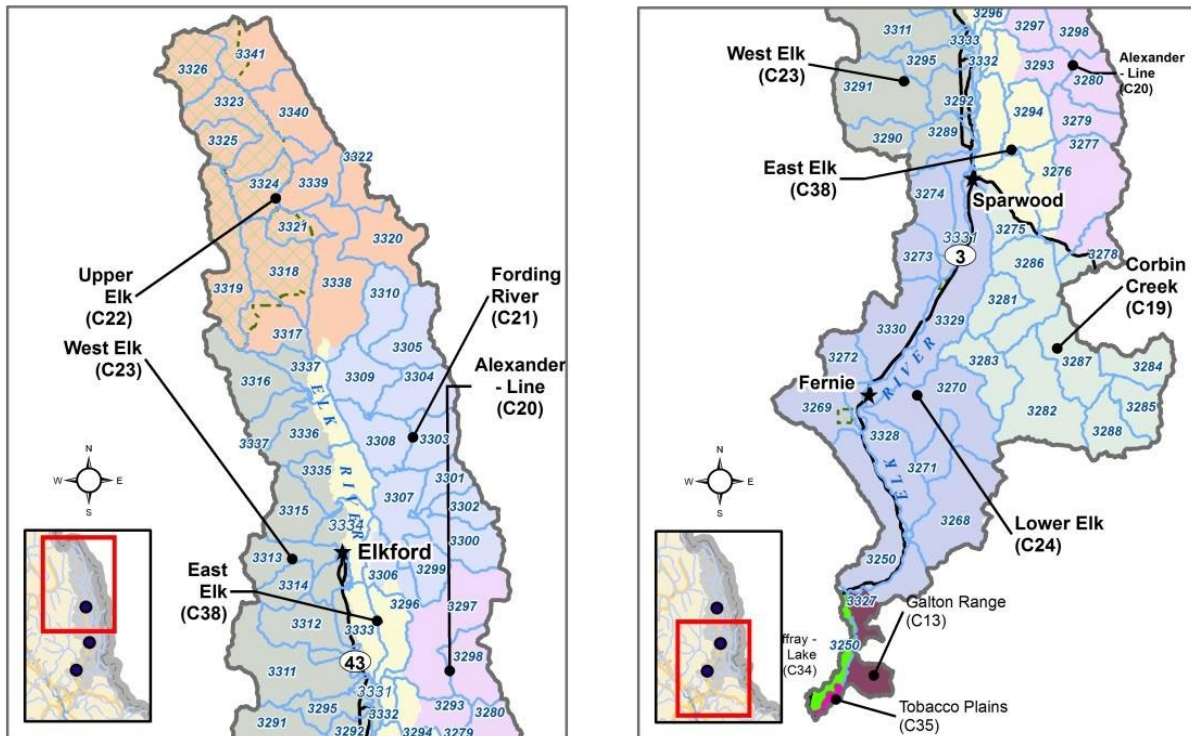 3341
3326
3323
3340
3325
3322
3324
3339
3321
3320
3318
3338
3310
3319
3317
Upper
Elk
(C22)
Fording
River
(C21)
West Elk
(C23)
Alexander
- Line
(C20)
3305
3337
3316
3309
3304
ELK
RIVER
3336
3308
3303
3337
3335
3301
3307
3302
3315
3334
3300
3313
Elkford
3314
3306
3299
East
Elk
(C38)
3296
3297
3312
3333
43
3298
3311
3331
3293
3280
3295
3332
3291
3292
3294
3279
N
W
E
S
3296
3311
3333
3297
3298
West Elk
(C23)
3295
3332
3293
Alexander
- Line
(C20)
3280
3291
3292
3294
3279
3290
3289
3277
East Elk
(C38)
3276
3274
Sparwood
3275
3331
3
3278
3273
3286
Corbin
Creek
(C19)
3281
3330
3329
3272
3283
3287
3284
Fernie
ELK RIVER
3270
3269
3285
3282
3328
3288
3271
3268
Lower Elk
(C24)
3250
3327
Galton Range
(C13)
ffray -
Lake
(C34)
3250
Tobacco Plains
(C35)
N
W
E
S